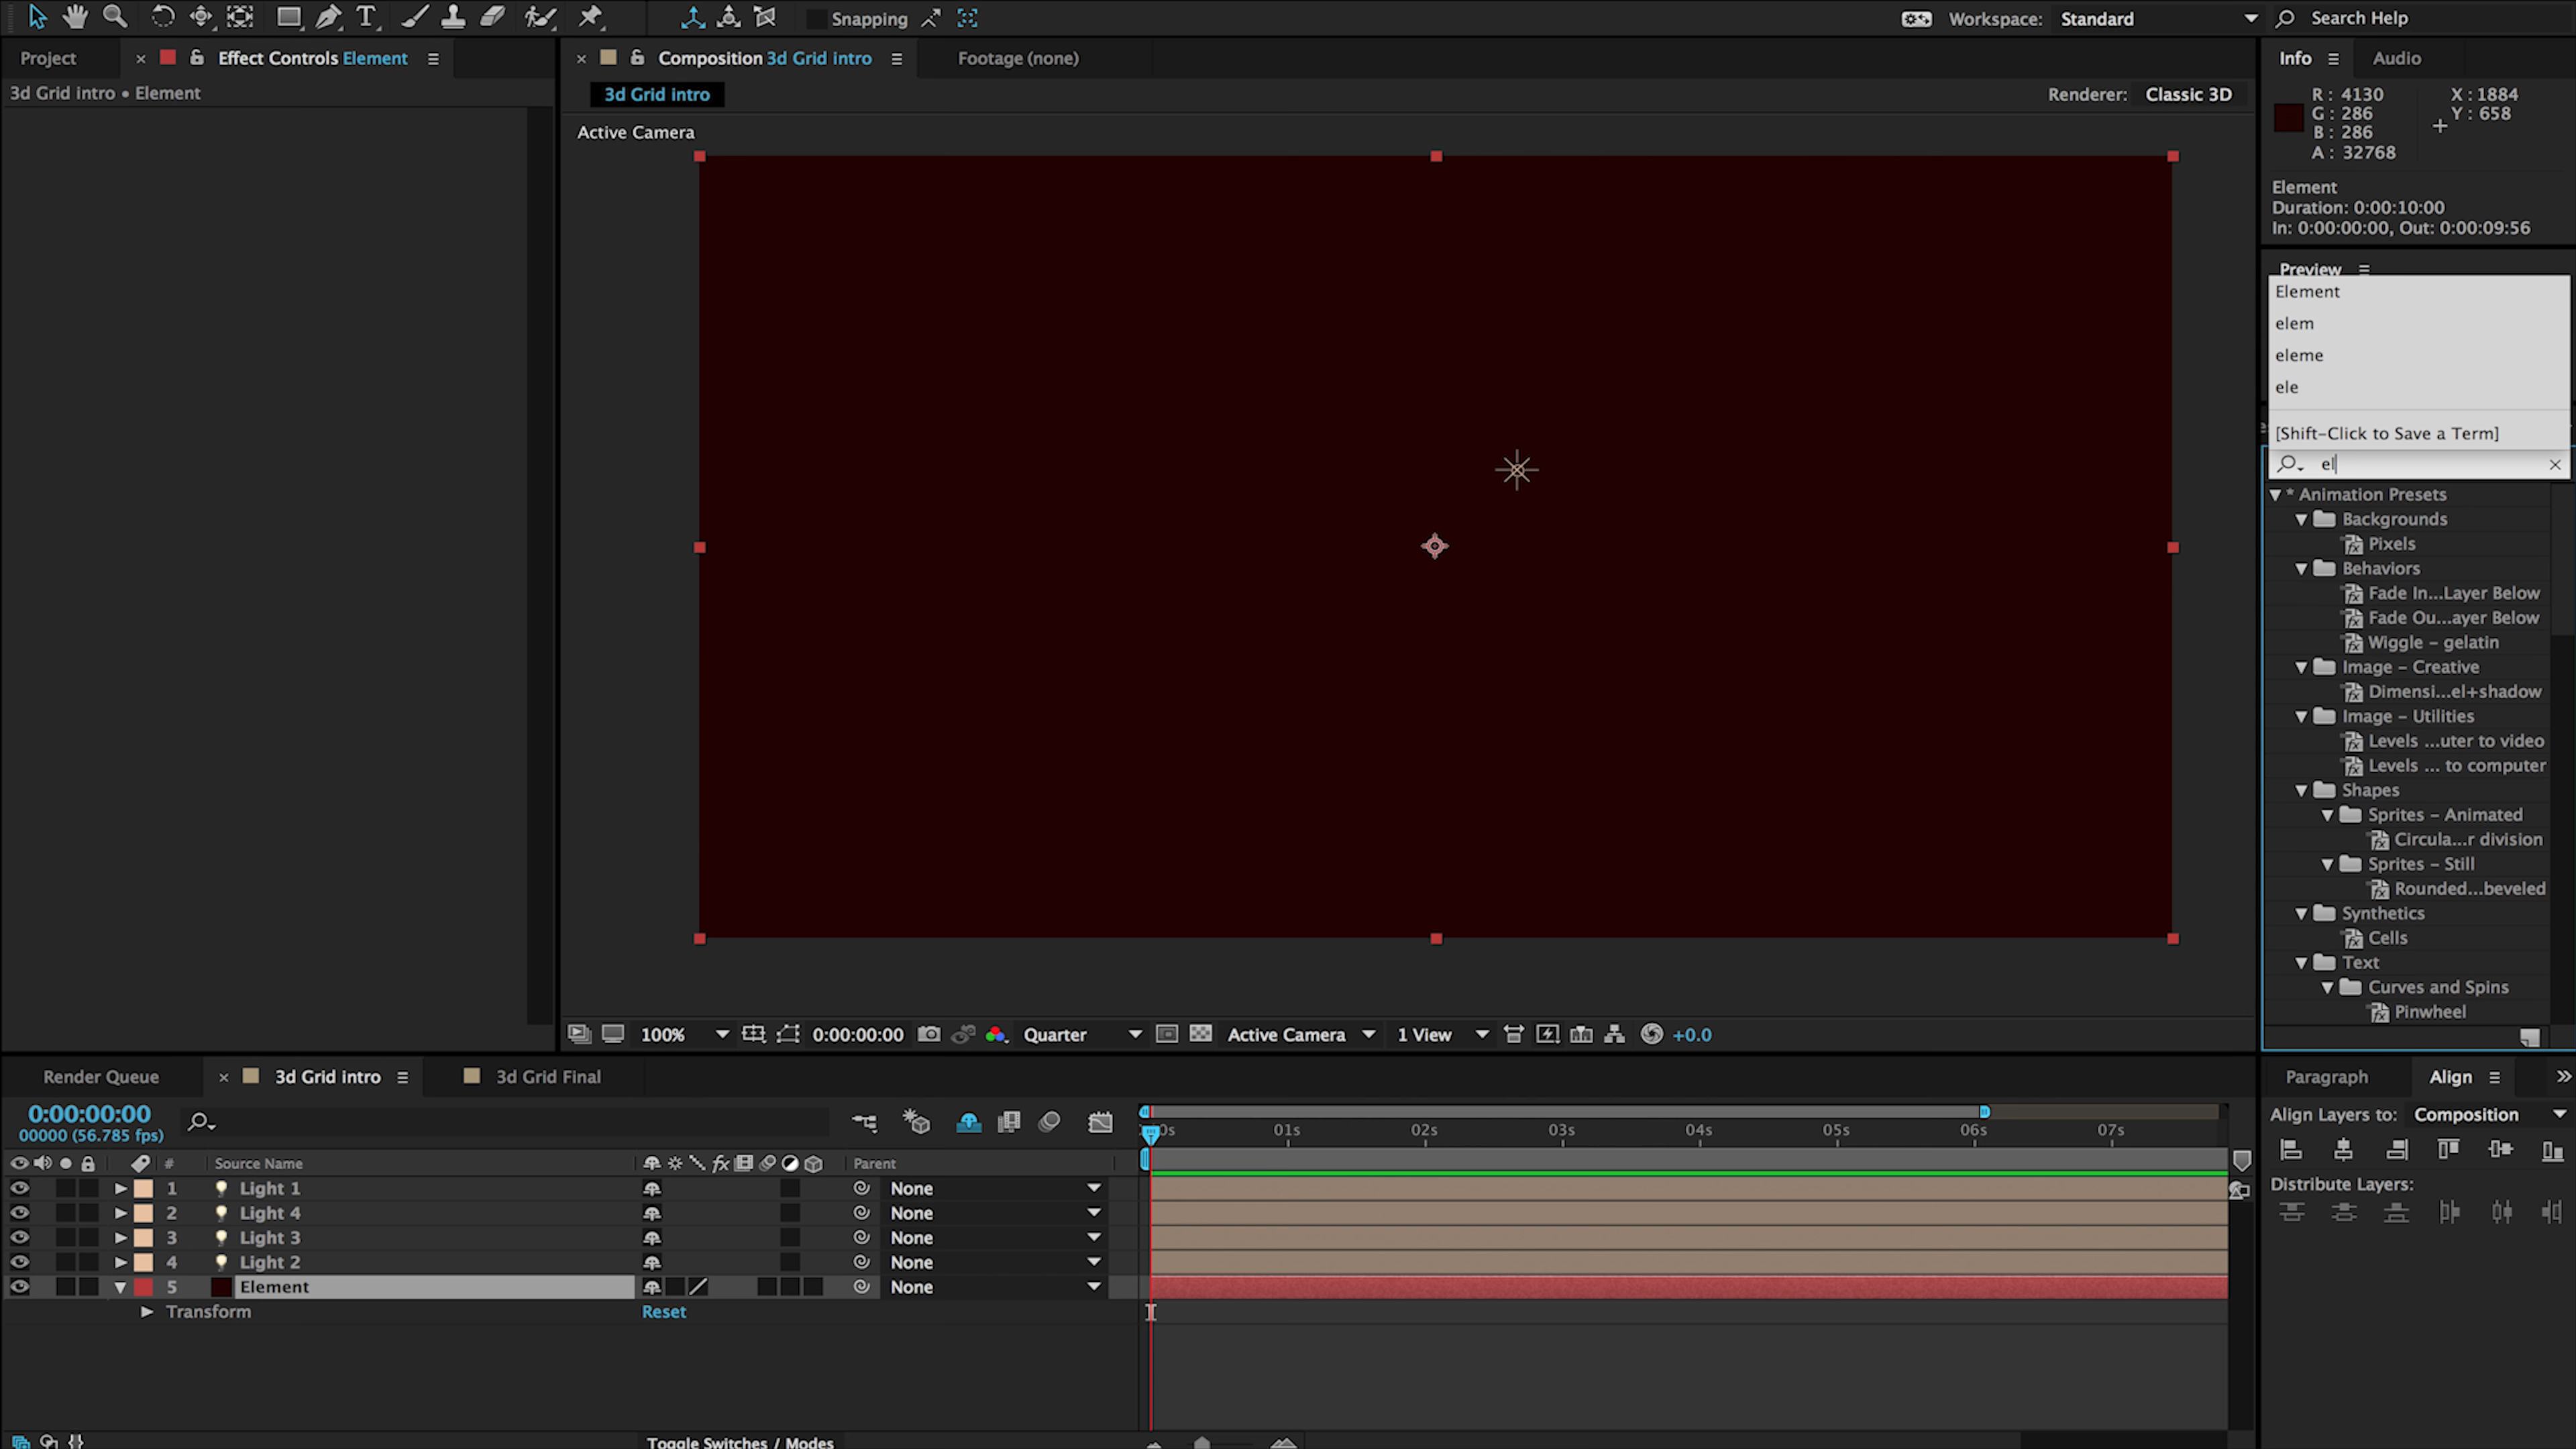 Snapping
Workspace: Standard
Search Help
Project
Effect Controls Element
3d Grid intro • Element
Composition 3d Grid intro
Footage (none)
3d Grid intro
Renderer: Classic 3D
Active Camera
Info
Audio
R : 4130
G : 286
B : 286
A : 32768
X : 1884
Y : 658
Element
Duration: 0:00:10:00
In: 0:00:00:00, Out: 0:00:09:56
Preview
Element
elem
eleme
ele
[Shift-Click to Save a Term]
el
* Animation Presets
Backgrounds
Pixels
Behaviors
Fade In...Layer Below
Fade Ou...ayer Below
Wiggle – gelatin
Image – Creative
Dimensi...el+shadow
Image – Utilities
Levels ...uter to video
Levels ... to computer
Shapes
Sprites – Animated
Circula...r division
Sprites – Still
Rounded...beveled
Synthetics
Cells
Text
Curves and Spins
Pinwheel
100%
0:00:00:00
Quarter
Active Camera
1 View
+0.0
Render Queue
3d Grid intro
3d Grid Final
0:00:00:00
00000 (56.785 fps)
0s 01s 02s 03s 04s 05s 06s 07s
# Source Name
fx
Parent
1 Light 1 None
2 Light 4 None
3 Light 3 None
4 Light 2 None
5 Element None
Transform Reset
Toggle Switches / Modes
Paragraph
Align
Align Layers to: Composition
Distribute Layers: